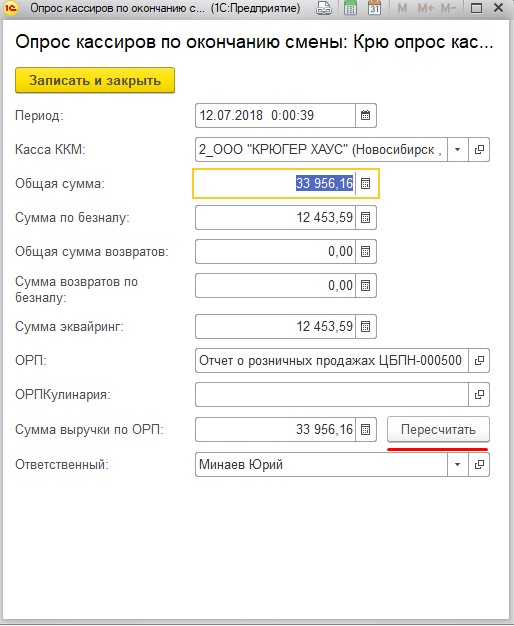 1С Опрос кассиров по окончанию с... (1С:Предприятие) 31 M M+ M-
Опрос кассиров по окончанию смены: Крю опрос кас...
Записать и закрыть
Период: 12.07.2018 0:00:39
Касса ККМ: 2_ООО "КРЮГЕР ХАУС" (Новосибирск ,
Общая сумма: 33 956,16
Сумма по безналу: 12 453,59
Общая сумма возвратов: 0,00
Сумма возвратов по
безналу: 0,00
Сумма эквайринг: 12 453,59
ОРП: Отчет о розничных продажах ЦБПН-000500
ОРПКулинария:
Сумма выручки по ОРП: 33 956,16 Пересчитать
Ответственный: Минаев Юрий